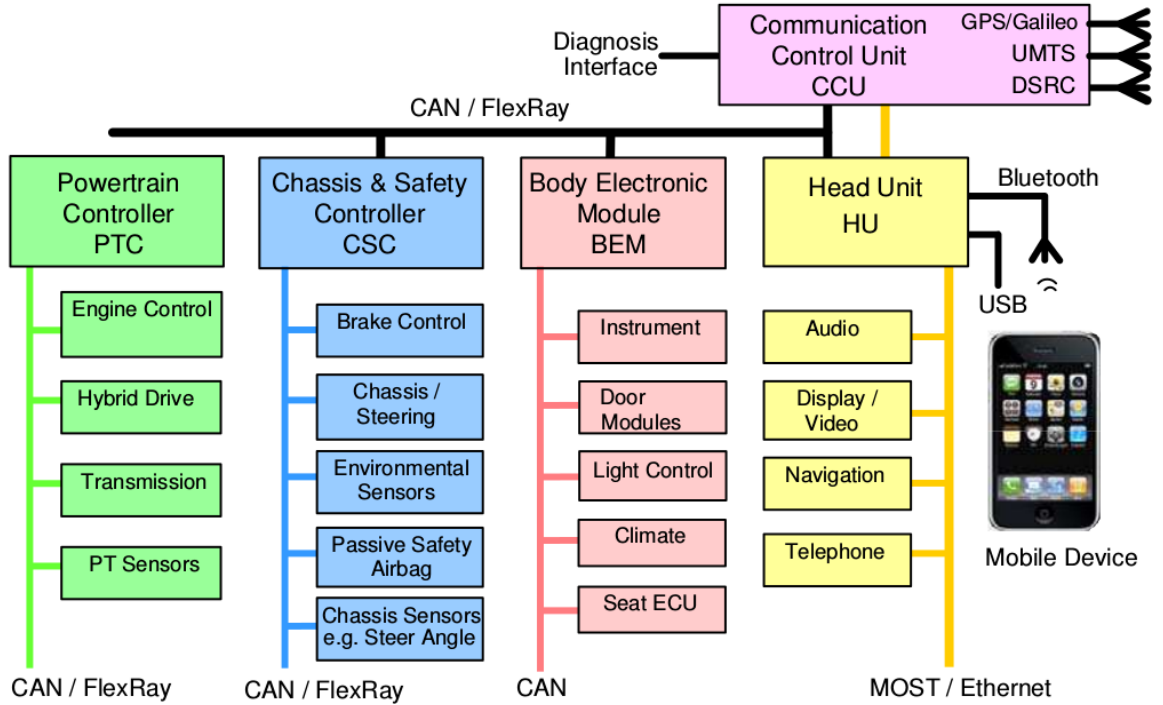 Communication
Control Unit
CCU
GPS/Galileo
UMTS
DSRC
Diagnosis
Interface
CAN / FlexRay
Powertrain
Controller
PTC
Chassis & Safety
Controller
CSC
Body Electronic
Module
BEM
Head Unit
HU
Bluetooth
USB
Engine Control
Hybrid Drive
Transmission
PT Sensors
Brake Control
Chassis /
Steering
Environmental
Sensors
Passive Safety
Airbag
Chassis Sensors
e.g. Steer Angle
Instrument
Door
Modules
Light Control
Climate
Seat ECU
Audio
Display /
Video
Navigation
Telephone
9
Mobile Device
CAN / FlexRay
CAN / FlexRay
CAN
MOST / Ethernet